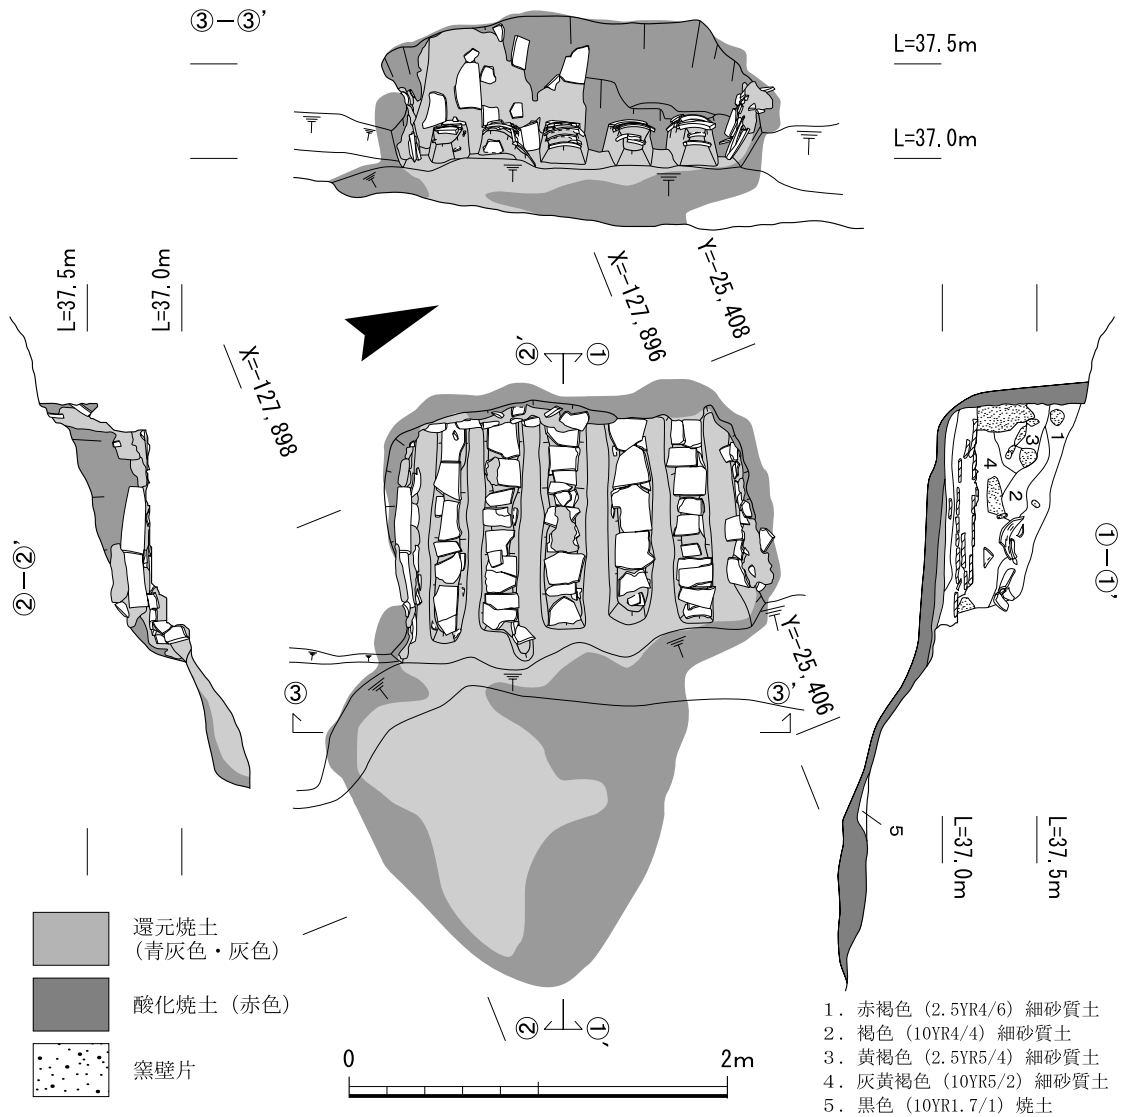 ③－③’
L=37.5m
L=37.0m
L=37.5m
L=37.0m
X=-127,896
Y=-25,408
②’
①
X=-127,898
1
3
4
2
②－②’
①－①’
Y=-25,406
③
③’
5
L=37.0m
L=37.5m
還元焼土
（青灰色・灰色）
酸化焼土（赤色）
窯壁片
②
①’
0
2m
1. 赤褐色（2.5YR4/6）細砂質土
2. 褐色（10YR4/4）細砂質土
3. 黄褐色（2.5YR5/4）細砂質土
4. 灰黄褐色（10YR5/2）細砂質土
5. 黒色（10YR1.7/1）焼土